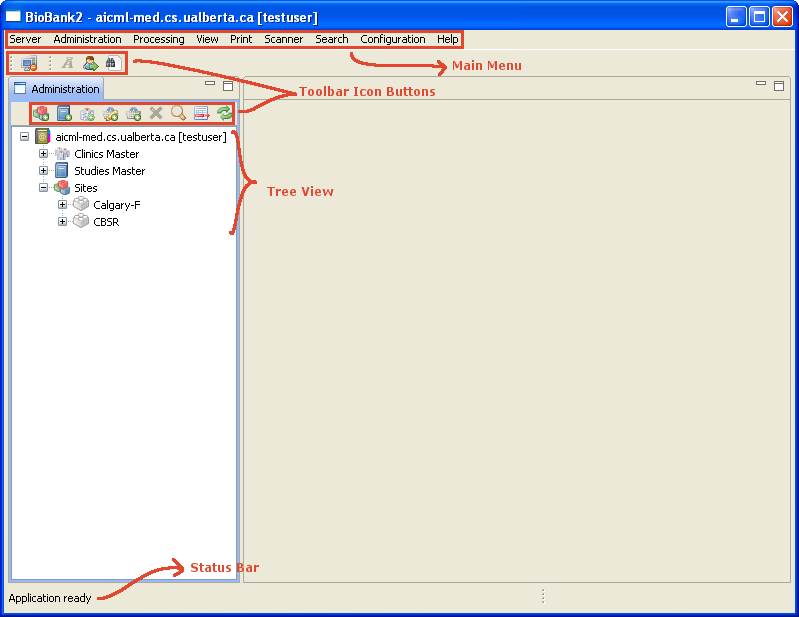 BioBank2 - aicml-med.cs.ualberta.ca [testuser]
Server Administration Processing View Print Scanner Search Configuration Help
Main Menu
Toolbar Icon Buttons
Administration
aicml-med.cs.ualberta.ca [testuser]
Clinics Master
Studies Master
Sites
Tree View
Calgary-F
CBSR
Status Bar
Application ready